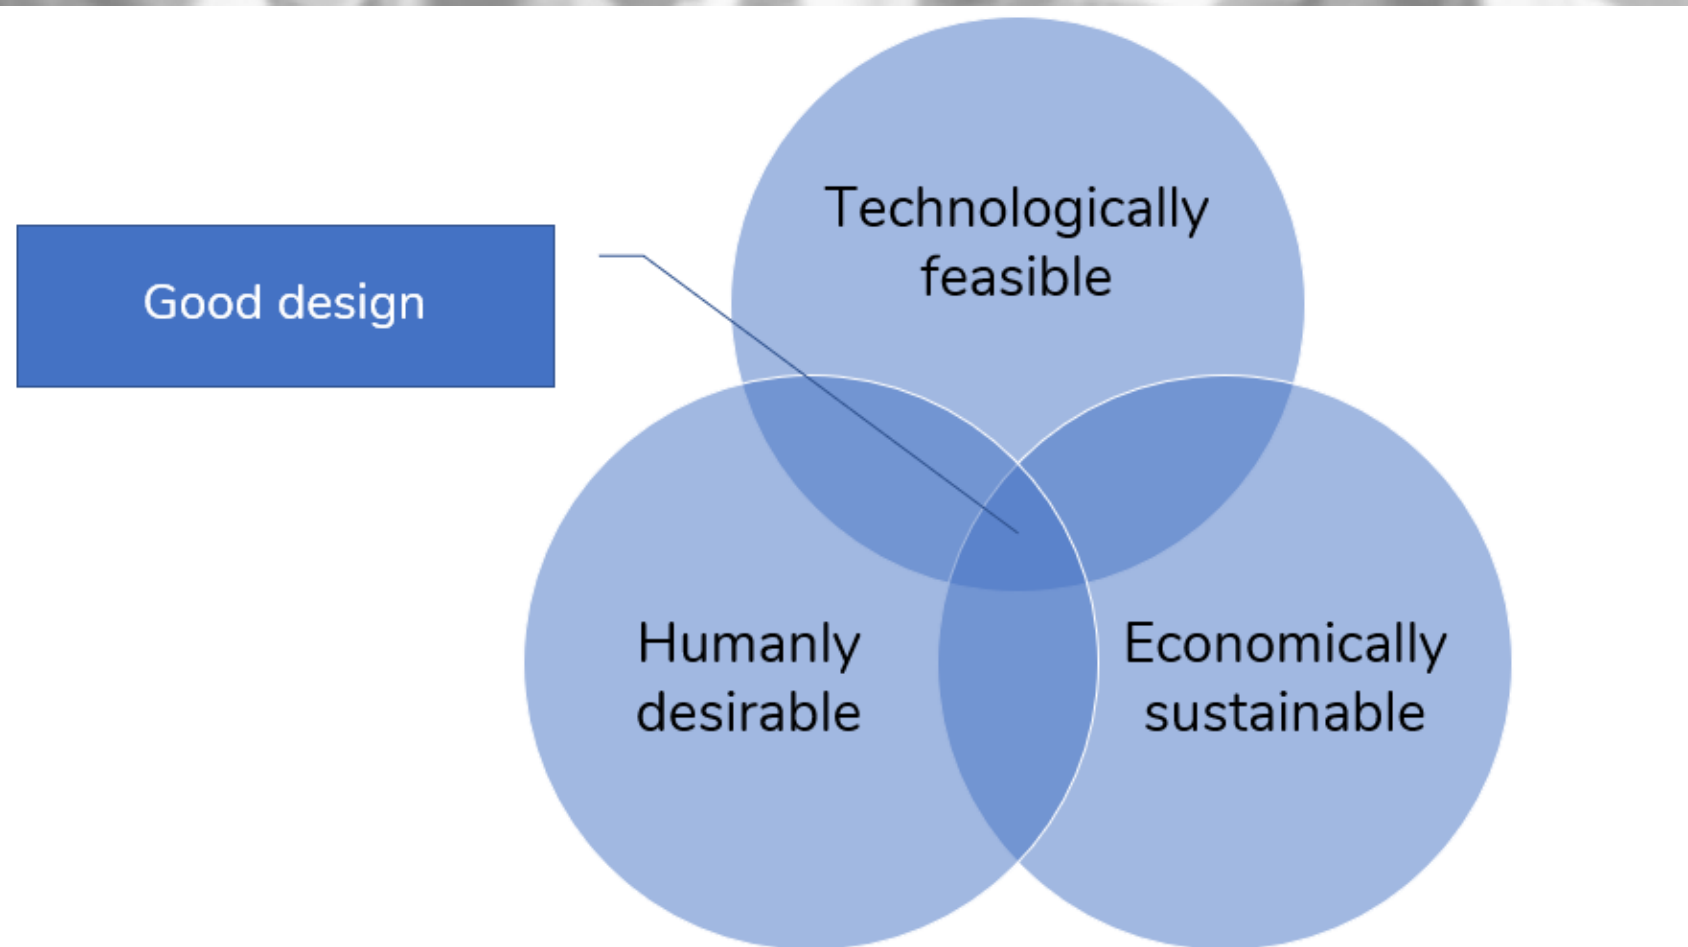 Technologically
feasible
Good design
Humanly
desirable
Economically
sustainable